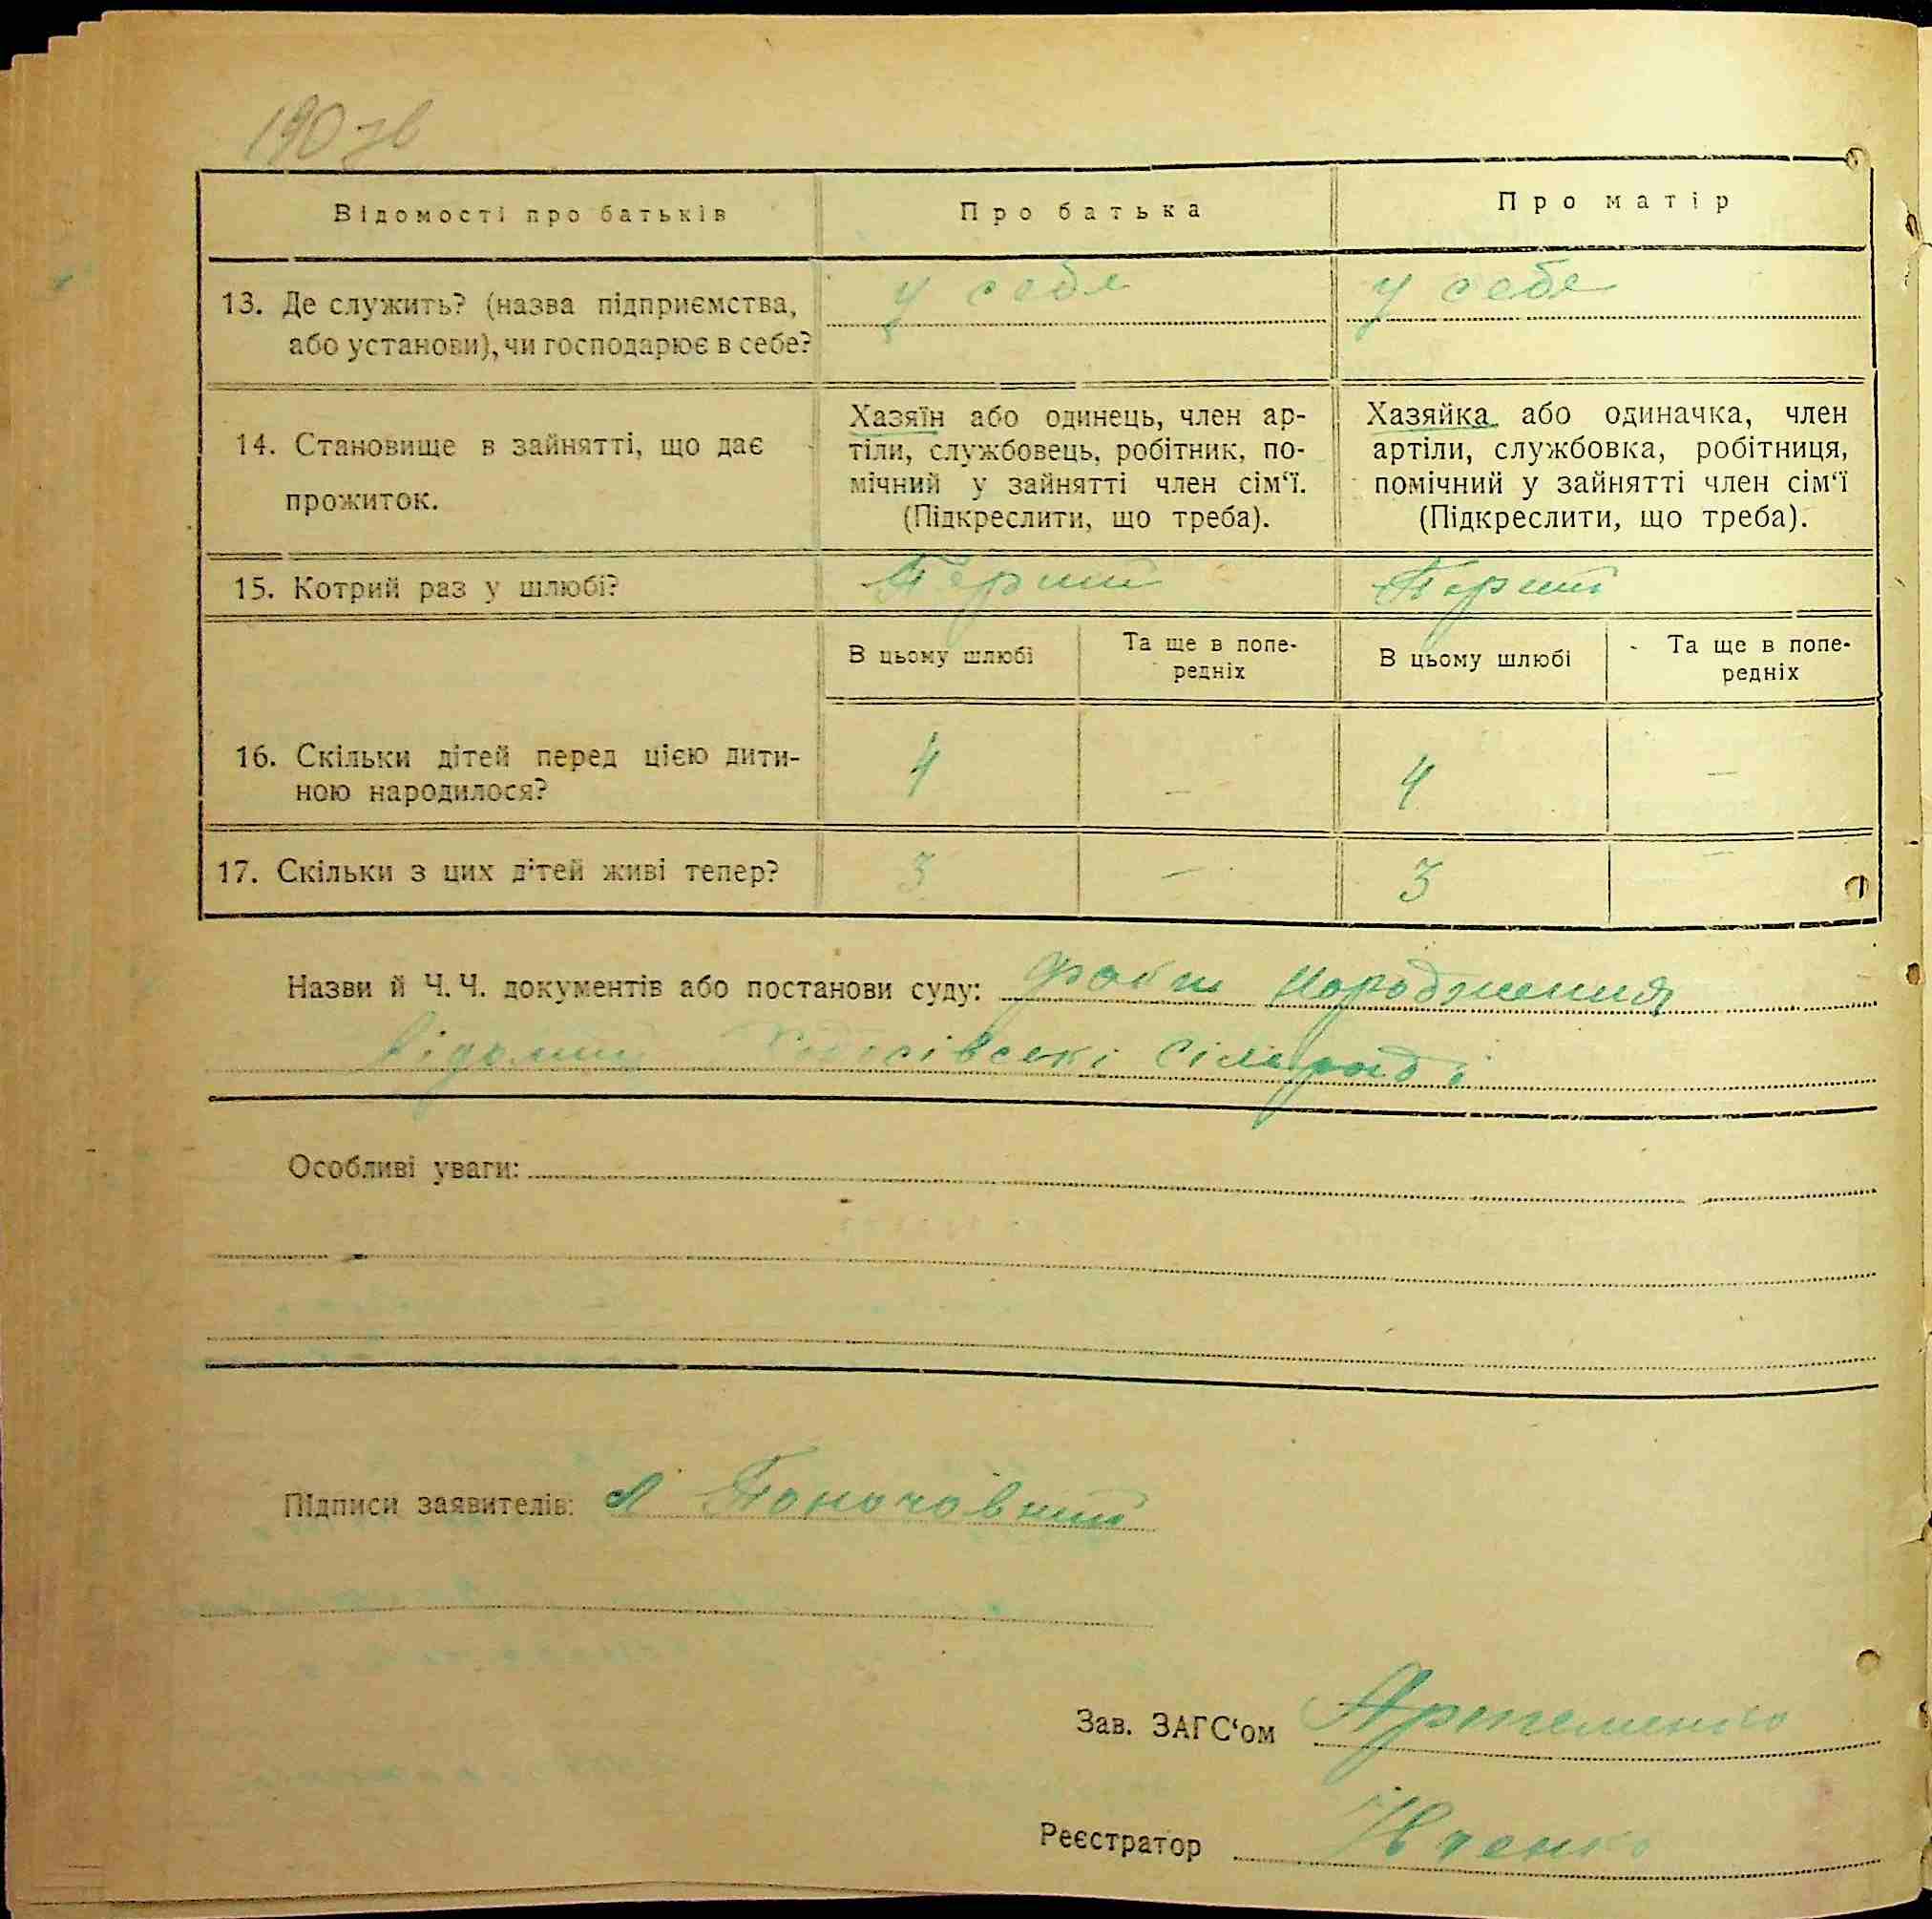 190 зв
Відомості про батьків
Про батька
Про матір
13. Де служить? (назва підприємства,
або установи), чи господарює в себе?
у себе
у себе
14. Становище в зайнятті, що дає
прожиток.
Хазяїн або одинець, член ар-
тіли, службовець, робітник, по-
мічний у зайнятті член сім‘ї.
(Підкреслити, що треба).
Хазяйка або одиначка, член
артіли, службовка, робітниця,
помічний у зайнятті член сім‘ї
(Підкреслити, що треба).
15. Котрий раз у шлюбі?
Перший
Перший
В цьому шлюбі
Та ще в попе-
редніх
В цьому шлюбі
Та ще в попе-
редніх
16. Скільки дітей перед цією дити-
ною народилося?
4
—
4
—
17. Скільки з цих дітей живі тепер?
3
—
3
—
Назви й Ч. Ч. документів або постанови суду: факт народження
відомий сільраді
Особливі уваги:
Підписи заявителів:
Зав. ЗАГС‘ом Артеменко
Реєстратор